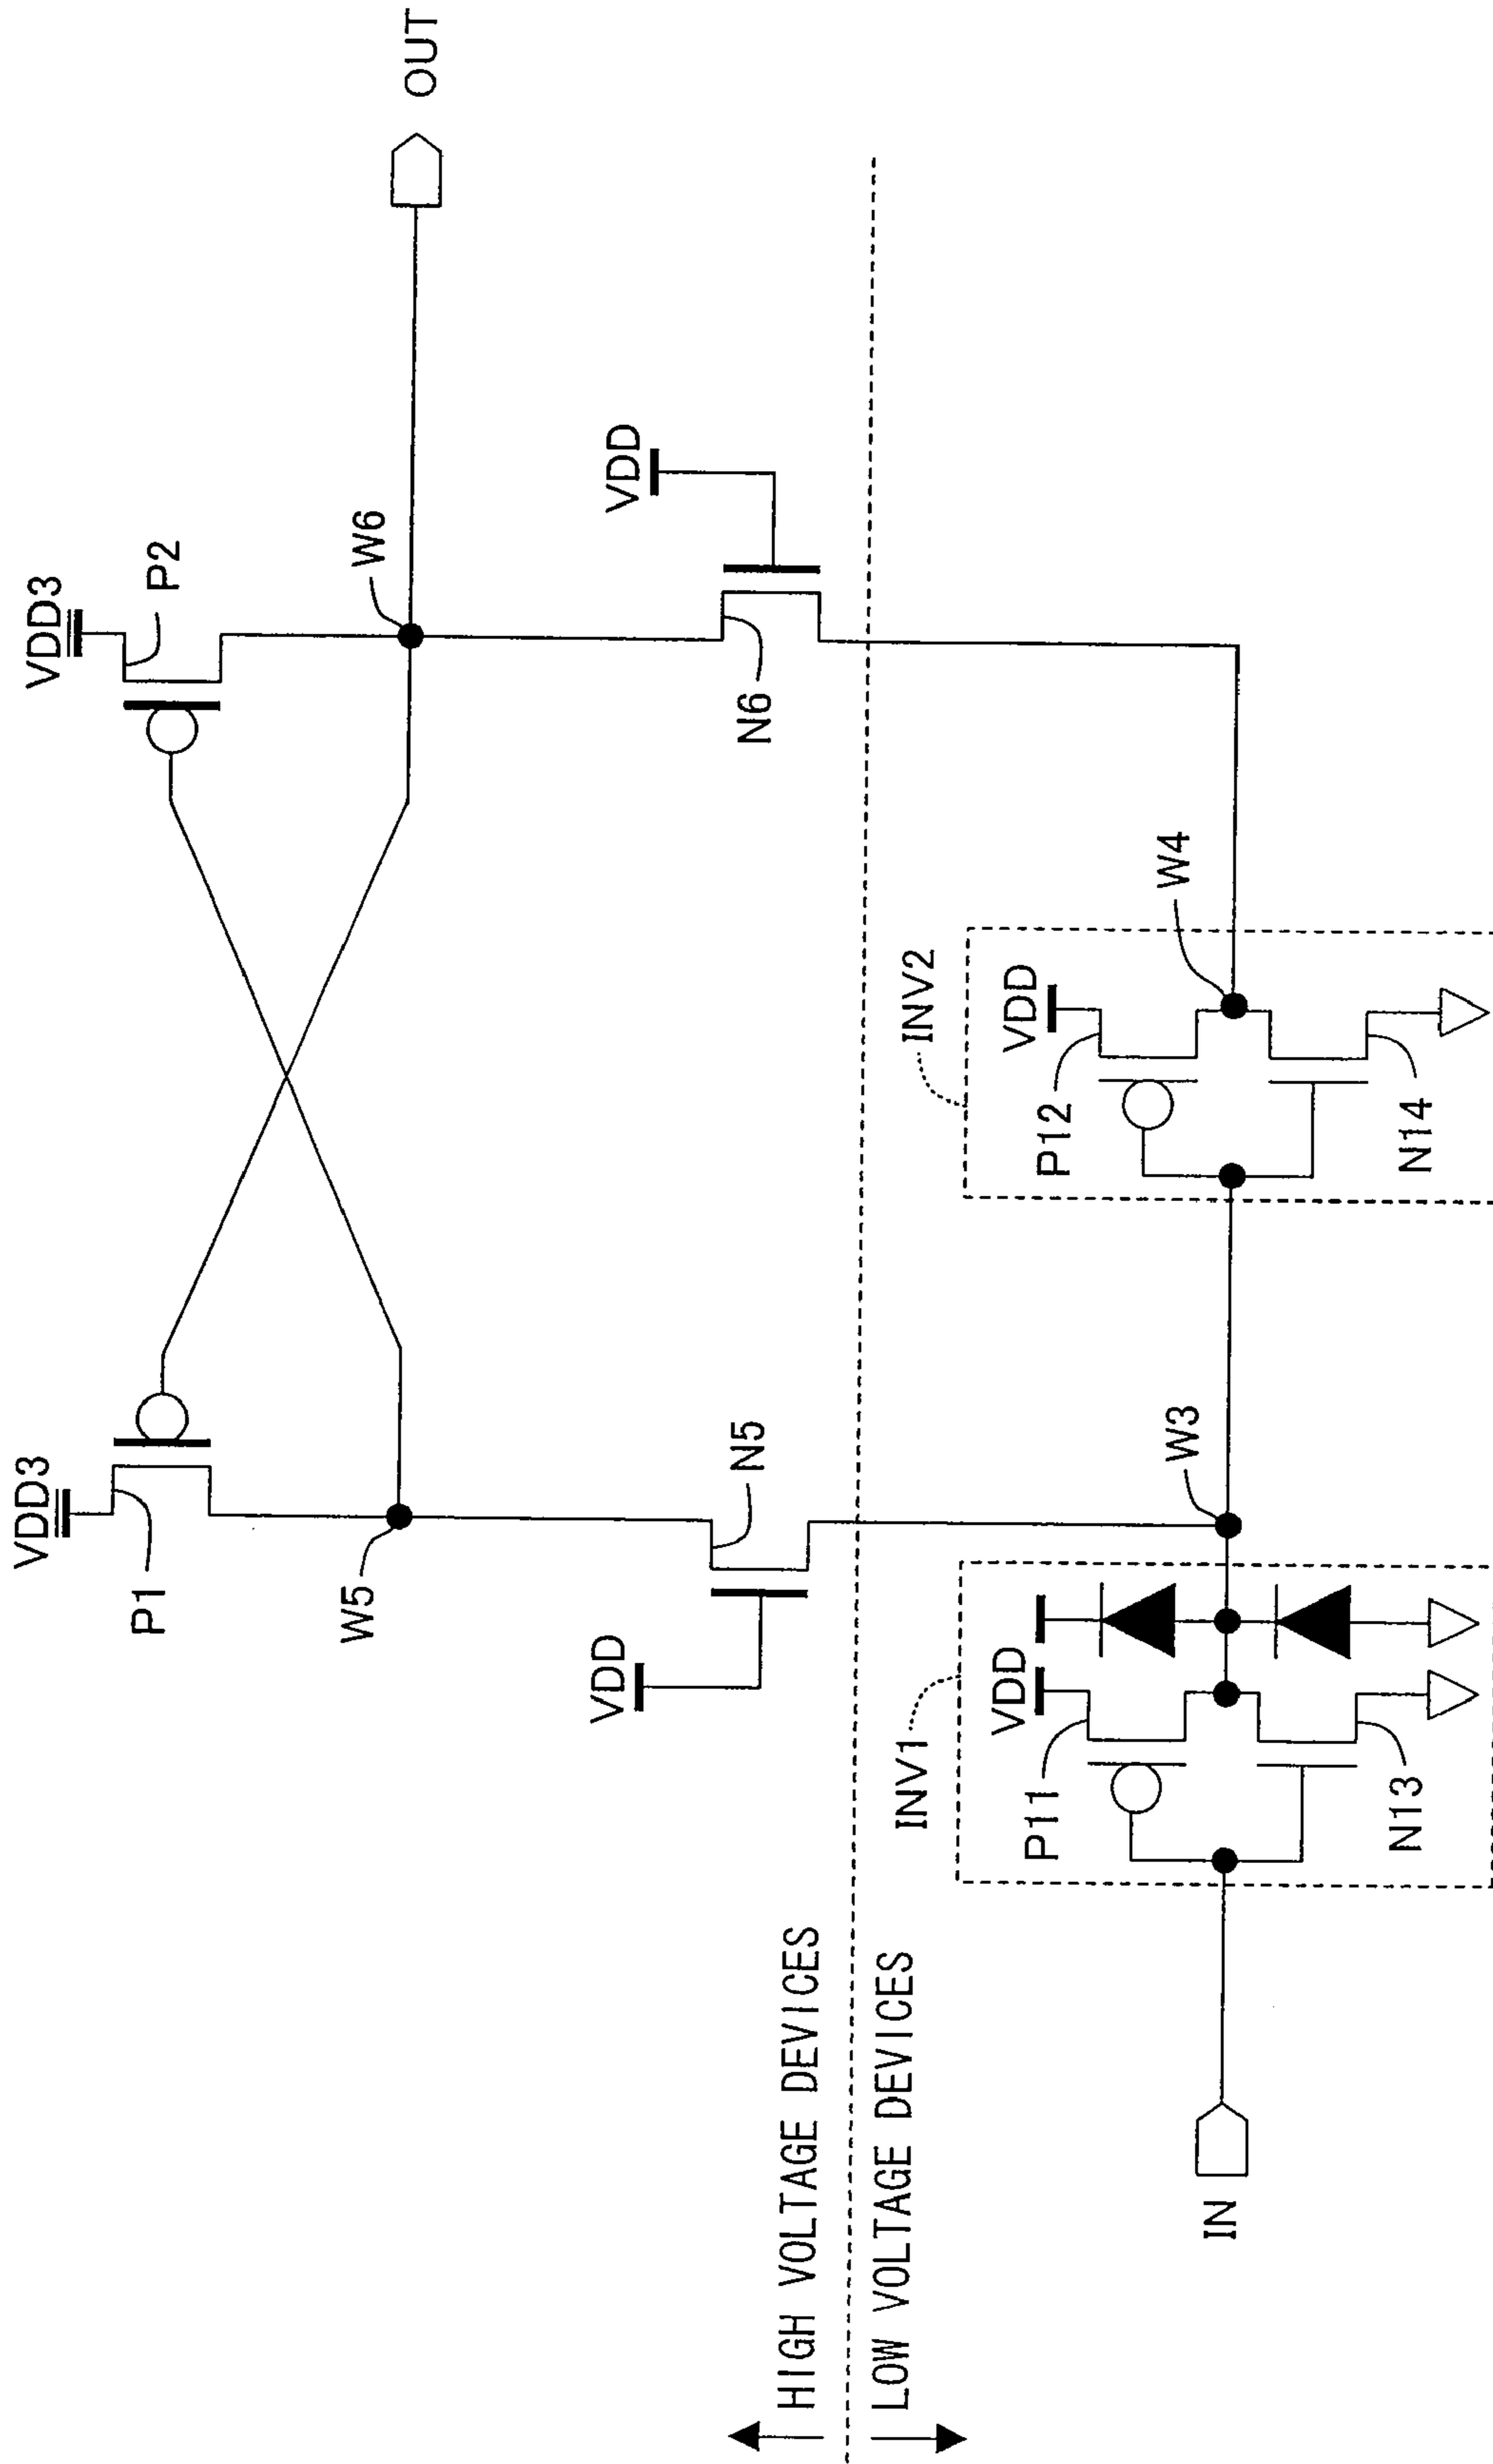 VDD3
VDD3
P1
P2
W5
W6
OUT
VDD
N5
N6
VDD
HIGH VOLTAGE DEVICES
LOW VOLTAGE DEVICES
INV1
INV2
VDD
P11
N13
W3
VDD
P12
N14
W4
IN